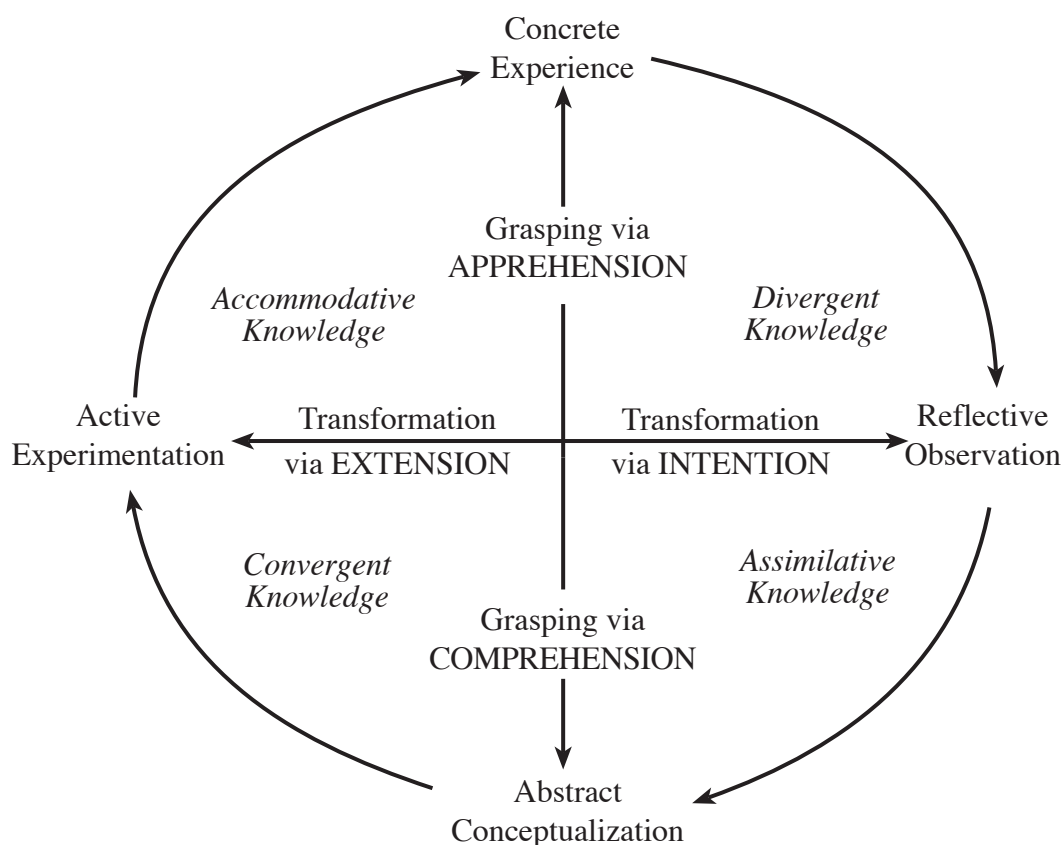 Concrete
Experience
Grasping via
APPREHENSION
Accommodative
Knowledge
Divergent
Knowledge
Active
Experimentation
Transformation
via EXTENSION
Transformation
via INTENTION
Reflective
Observation
Convergent
Knowledge
Assimilative
Knowledge
Grasping via
COMPREHENSION
Abstract
Conceptualization